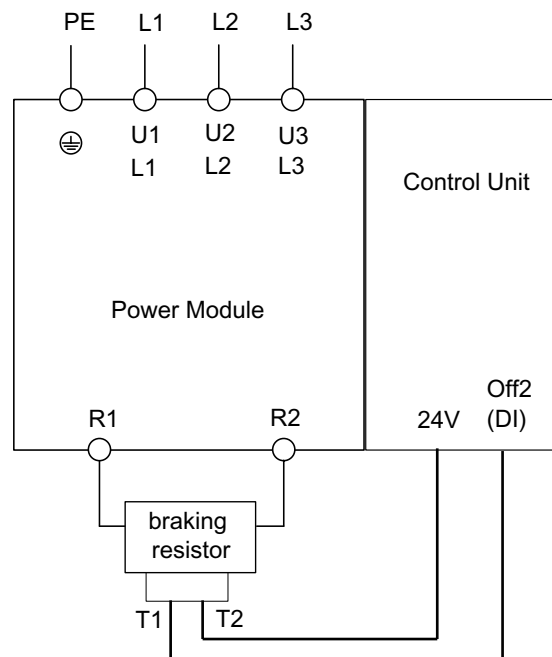 PE L1 L2 L3
U1 U2 U3
L1 L2 L3
Control Unit
Power Module
Off2
(DI)
24V
R1 R2
braking
resistor
T1 T2